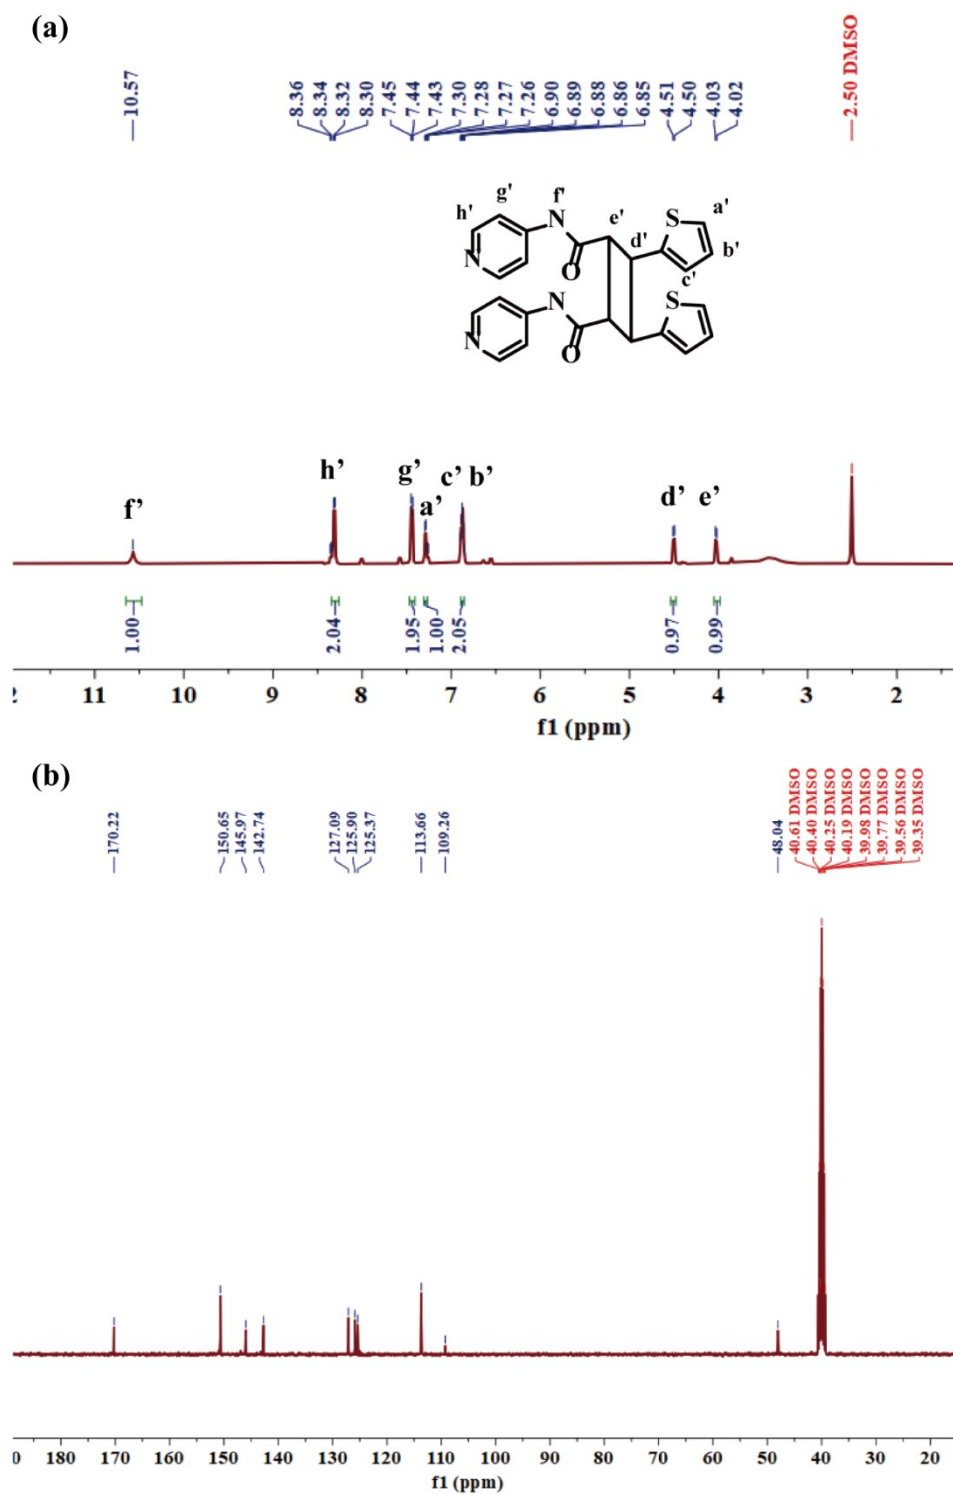 (a)
10.57
8.36
8.34
8.32
8.30
7.45
7.44
7.43
7.30
7.28
7.27
7.26
6.90
6.89
6.88
6.86
6.85
4.51
4.50
4.03
4.02
2.50 DMSO
h'
g'
f'
N
e'
d'
S
a'
b'
c'
N
O
N
S
N
O
f'
h'
g'
a'
c' b'
d'
e'
1.00
2.04
1.95
1.00
2.05
0.97
0.99
2 11 10 9 8 7 6 5 4 3 2
f1 (ppm)
(b)
170.22
150.65
145.97
142.74
127.09
125.90
125.37
113.66
109.26
48.04
40.61 DMSO
40.40 DMSO
40.25 DMSO
40.19 DMSO
39.98 DMSO
39.77 DMSO
39.56 DMSO
39.35 DMSO
0 180 170 160 150 140 130 120 110 100 90 80 70 60 50 40 30 20
f1 (ppm)